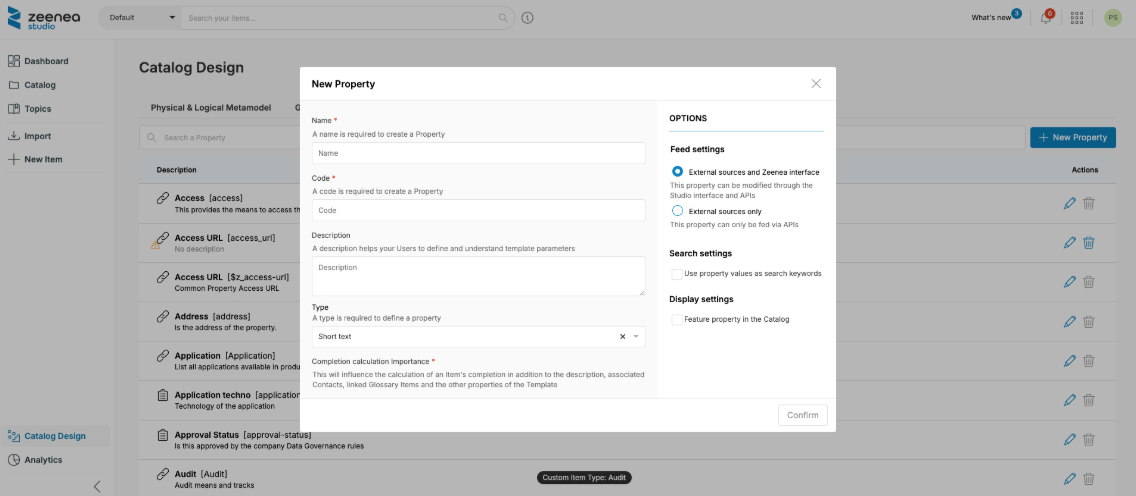 zeenea
studio
Default
Search your items...
What's new
3
8
PS
Dashboard
Catalog
Topics
Import
New Item
Catalog Design
Analytics
Catalog Design
Physical & Logical Metamodel
G
Search a Property
New Property
Description
Actions
Access [access]
This provides the means to access th
Access URL [access_url]
No description
Access URL [$z_access-url]
Common Property Access URL
Address [address]
Is the address of the property.
Application [Application]
List all applications available in produ
Application techno [application
Technology of the application
Approval Status [approval-status]
Is this approved by the company Data Governance rules
Audit [Audit]
Audit means and tracks
Custom Item Type: Audit
New Property
Name *
A name is required to create a Property
Name
Code *
A code is required to create a Property
Code
Description
A description helps your Users to define and understand template parameters
Description
Type
A type is required to define a property
Short text
Completion calculation Importance *
This will influence the calculation of an Item's completion in addition to the description, associated
Contacts, linked Glossary Items and the other properties of the Template
OPTIONS
Feed settings
External sources and Zeenea interface
This property can be modified through the
Studio interface and APIs
External sources only
This property can only be fed via APIs
Search settings
Use property values as search keywords
Display settings
Feature property in the Catalog
Confirm